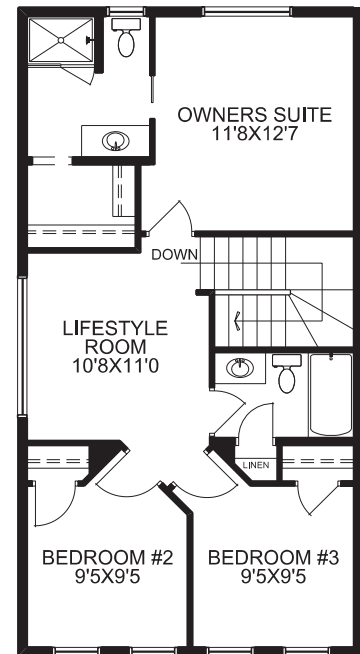 OWNERS SUITE
11'8X12'7
DOWN
LIFESTYLE
ROOM
10'8X11'0
LINEN
BEDROOM #2
9'5X9'5
BEDROOM #3
9'5X9'5